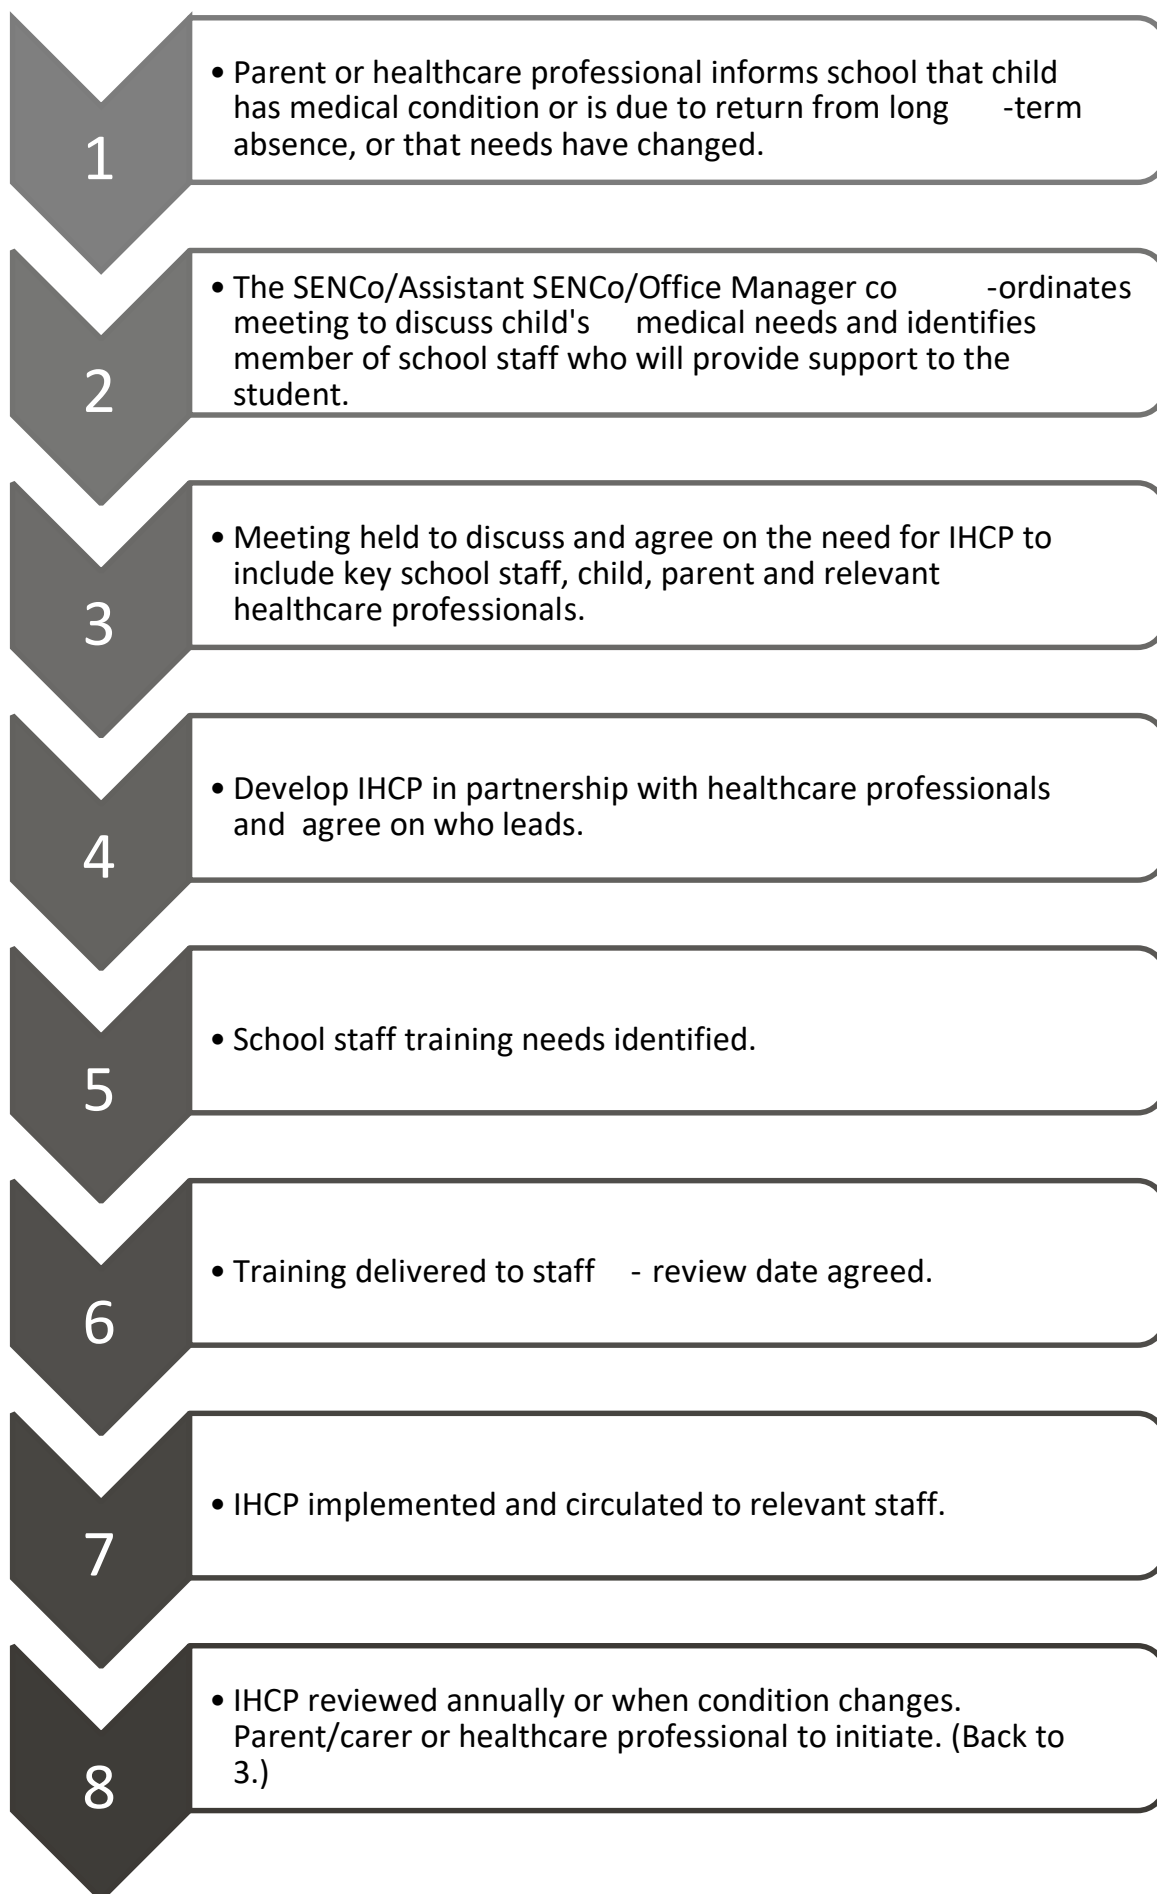 1
• Parent or healthcare professional informs school that child
has medical condition or is due to return from long -term
absence, or that needs have changed.
2
• The SENCo/Assistant SENCo/Office Manager co -ordinates
meeting to discuss child's medical needs and identifies
member of school staff who will provide support to the
student.
3
• Meeting held to discuss and agree on the need for IHCP to
include key school staff, child, parent and relevant
healthcare professionals.
4
• Develop IHCP in partnership with healthcare professionals
and agree on who leads.
5
• School staff training needs identified.
6
• Training delivered to staff - review date agreed.
7
• IHCP implemented and circulated to relevant staff.
8
• IHCP reviewed annually or when condition changes.
Parent/carer or healthcare professional to initiate. (Back to
3.)